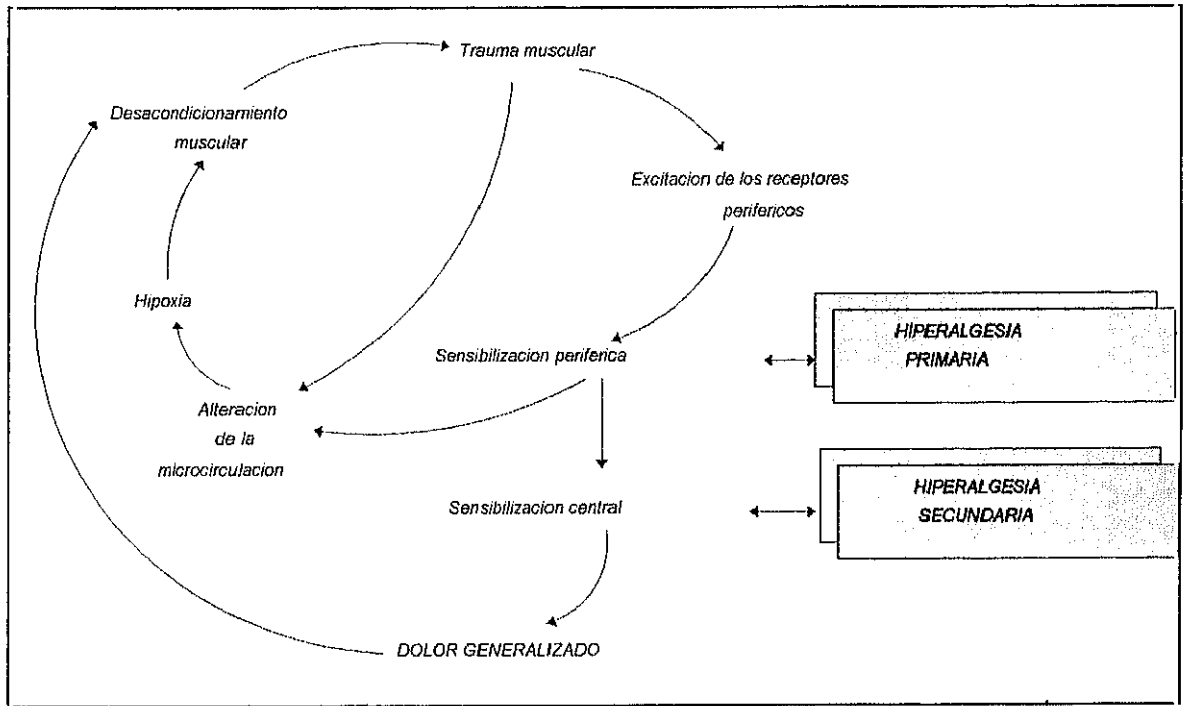 Trauma muscular
Desacondicionamiento
muscular
Excitacion de los receptores
perifericos
Hipoxia
HIPERALGESIA
PRIMARIA
Sensibilizacion periferica
Alteracion
de la
microcirculacion
HIPERALGESIA
SECUNDARIA
Sensibilizacion central
DOLOR GENERALIZADO